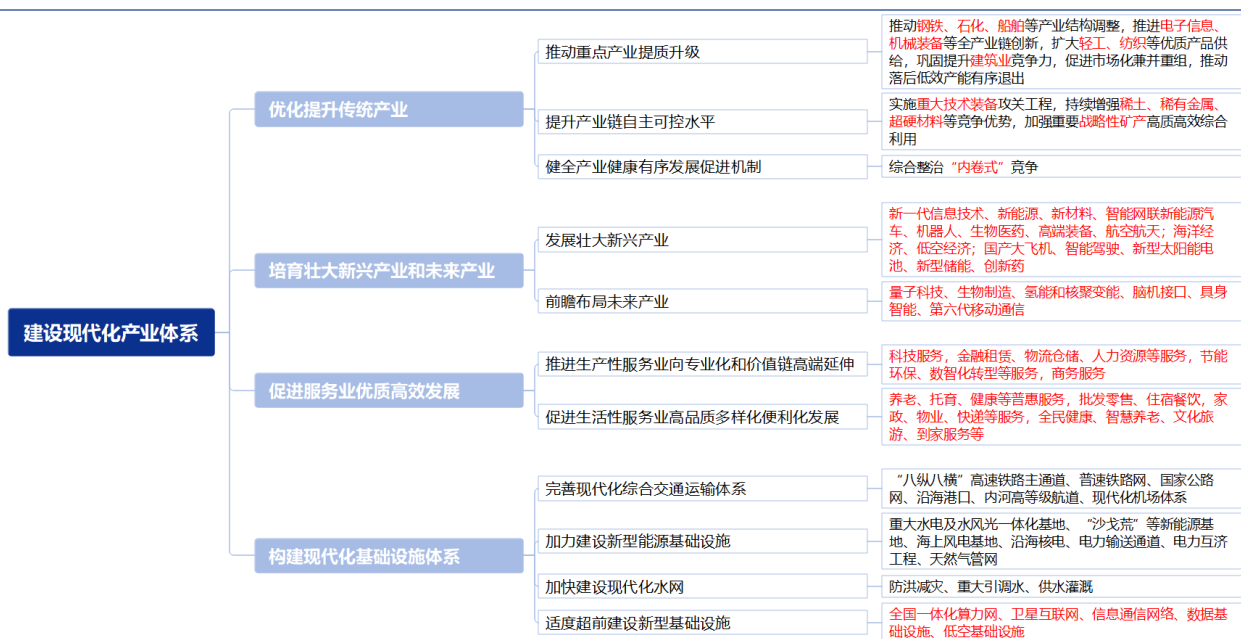 建设现代化产业体系
优化提升传统产业
推动重点产业提质升级
推动钢铁、石化、船舶等产业结构调整，推进电子信息、
机械装备等全产业链创新，扩大轻工、纺织等优质产品供
给，巩固提升建筑业竞争力，促进市场化兼并重组，推动
落后低效产能有序退出
提升产业链自主可控水平
实施重大技术装备攻关工程，持续增强稀土、稀有金属、
超硬材料等竞争优势，加强重要战略性矿产高质高效综合
利用
健全产业健康有序发展促进机制
综合整治“内卷式”竞争
培育壮大新兴产业和未来产业
发展壮大新兴产业
新一代信息技术、新能源、新材料、智能网联新能源汽
车、机器人、生物医药、高端装备、航空航天；海洋经
济、低空经济；国产大飞机、智能驾驶、新型太阳能电
池、新型储能、创新药
前瞻布局未来产业
量子科技、生物制造、氢能和核聚变能、脑机接口、具身
智能、第六代移动通信
促进服务业优质高效发展
推进生产性服务业向专业化和价值链高端延伸
科技服务，金融租赁、物流仓储、人力资源等服务，节能
环保、数智化转型等服务，商务服务
促进生活性服务业高品质多样化便利化发展
养老、托育、健康等普惠服务，批发零售、住宿餐饮，家
政、物业、快递等服务，全民健康、智慧养老、文化旅
游、到家服务等
构建现代化基础设施体系
完善现代化综合交通运输体系
“八纵八横”高速铁路主通道、普速铁路网、国家公路
网、沿海港口、内河高等级航道、现代化机场体系
加力建设新型能源基础设施
重大水电及水风光一体化基地、“沙戈荒”等新能源基
地、海上风电基地、沿海核电、电力输送通道、电力互济
工程、天然气管网
加快建设现代化水网
防洪减灾、重大引调水、供水灌溉
适度超前建设新型基础设施
全国一体化算力网、卫星互联网、信息通信网络、数据基
础设施、低空基础设施